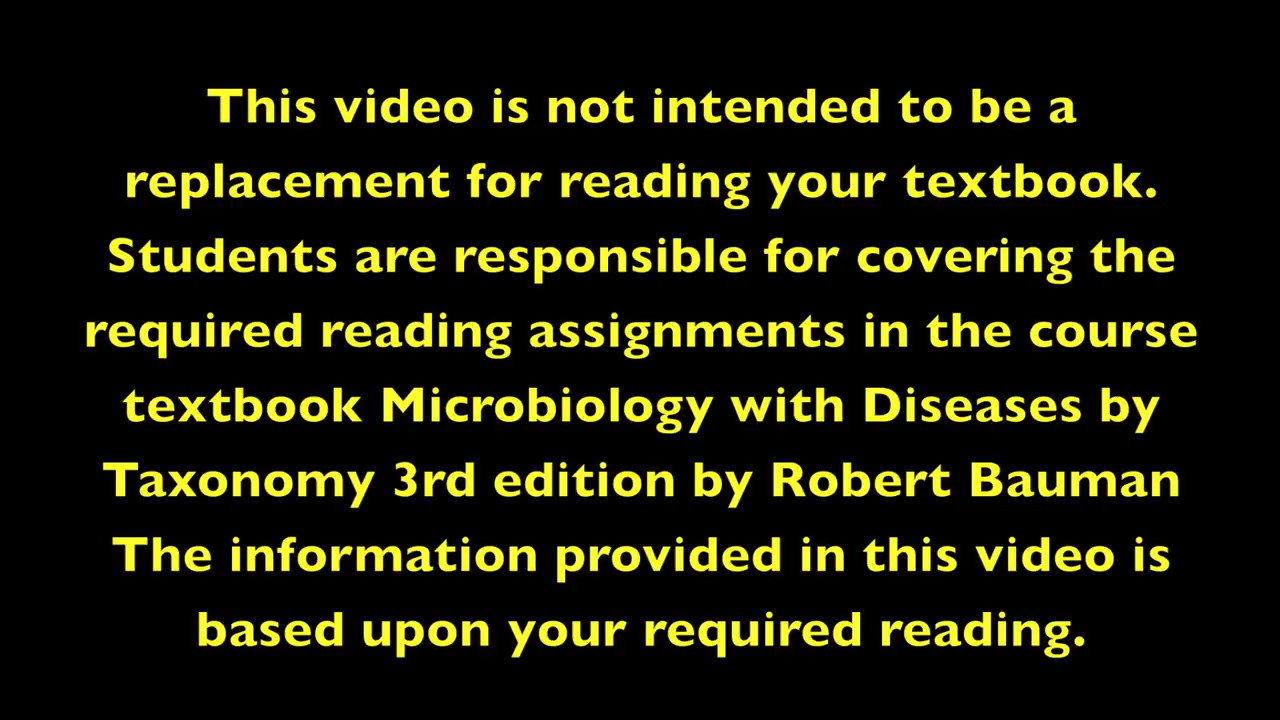 This video is not intended to be a
replacement for reading your textbook.
Students are responsible for covering the
required reading assignments in the course
textbook Microbiology with Diseases by
Taxonomy 3rd edition by Robert Bauman
The information provided in this video is
based upon your required reading.